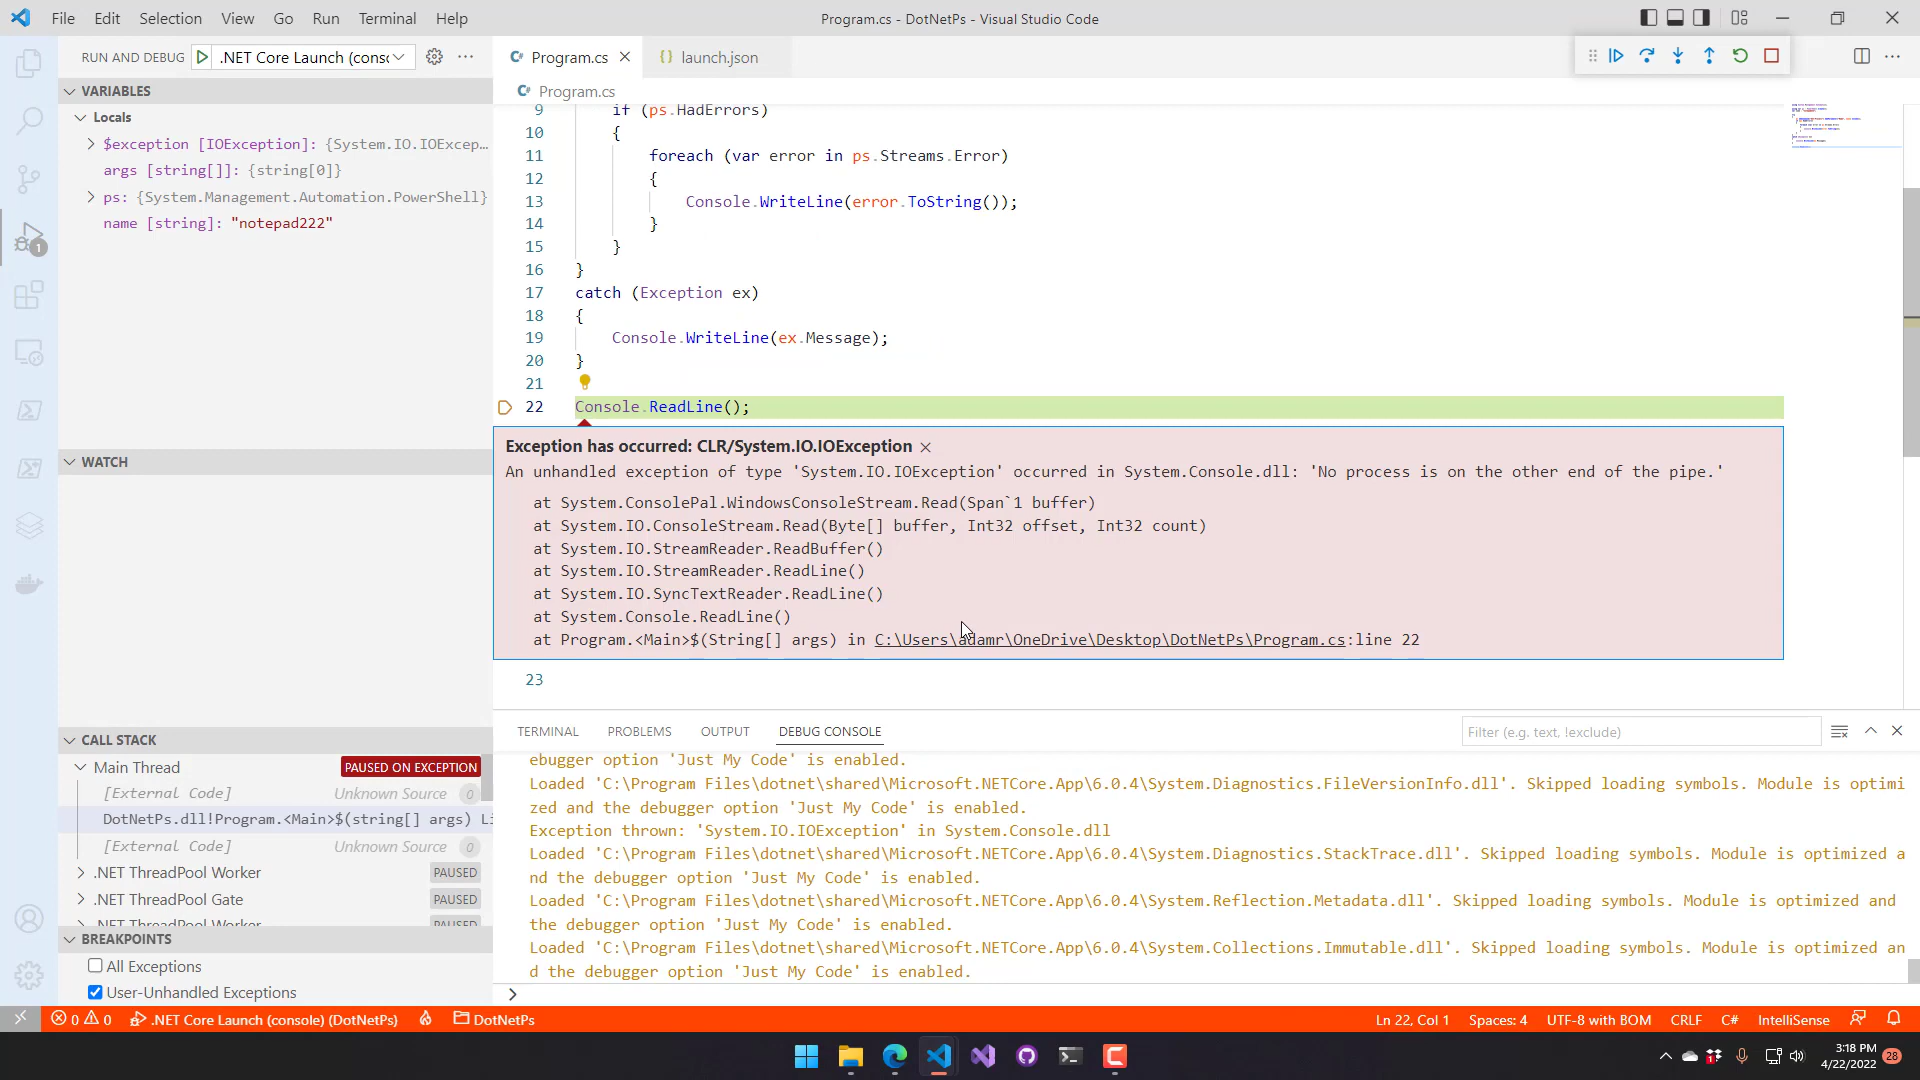 File Edit Selection View Go Run Terminal Help
Program.cs - DotNetPs - Visual Studio Code
RUN AND DEBUG .NET Core Launch (consc
Program.cs
launch.json
VARIABLES
Locals
$exception [IOException]: {System.IO.IOExcep…
args [string[]]: {string[0]}
ps: {System.Management.Automation.PowerShell}
name [string]: "notepad222"
1
WATCH
CALL STACK
Main Thread PAUSED ON EXCEPTION
[External Code] Unknown Source 0
DotNetPs.dll!Program.<Main>$(string[] args) Li
[External Code] Unknown Source 0
.NET ThreadPool Worker PAUSED
.NET ThreadPool Gate PAUSED
.NET ThreadPool Worker PAUSED
BREAKPOINTS
All Exceptions
User-Unhandled Exceptions
Program.cs
9 if (ps.HadErrors)
10 {
11 foreach (var error in ps.Streams.Error)
12 {
13 Console.WriteLine(error.ToString());
14 }
15 }
16 }
17 catch (Exception ex)
18 {
19 Console.WriteLine(ex.Message);
20 }
21
22 Console.ReadLine();
Exception has occurred: CLR/System.IO.IOException
An unhandled exception of type 'System.IO.IOException' occurred in System.Console.dll: 'No process is on the other end of the pipe.'
at System.ConsolePal.WindowsConsoleStream.Read(Span`1 buffer)
at System.IO.ConsoleStream.Read(Byte[] buffer, Int32 offset, Int32 count)
at System.IO.StreamReader.ReadBuffer()
at System.IO.StreamReader.ReadLine()
at System.IO.SyncTextReader.ReadLine()
at System.Console.ReadLine()
at Program.<Main>$(String[] args) in C:\Users\adamr\OneDrive\Desktop\DotNetPs\Program.cs:line 22
23
TERMINAL PROBLEMS OUTPUT DEBUG CONSOLE
Filter (e.g. text, !exclude)
ebugger option 'Just My Code' is enabled.
Loaded 'C:\Program Files\dotnet\shared\Microsoft.NETCore.App\6.0.4\System.Diagnostics.FileVersionInfo.dll'. Skipped loading symbols. Module is optimi
zed and the debugger option 'Just My Code' is enabled.
Exception thrown: 'System.IO.IOException' in System.Console.dll
Loaded 'C:\Program Files\dotnet\shared\Microsoft.NETCore.App\6.0.4\System.Diagnostics.StackTrace.dll'. Skipped loading symbols. Module is optimized a
nd the debugger option 'Just My Code' is enabled.
Loaded 'C:\Program Files\dotnet\shared\Microsoft.NETCore.App\6.0.4\System.Reflection.Metadata.dll'. Skipped loading symbols. Module is optimized and
the debugger option 'Just My Code' is enabled.
Loaded 'C:\Program Files\dotnet\shared\Microsoft.NETCore.App\6.0.4\System.Collections.Immutable.dll'. Skipped loading symbols. Module is optimized an
d the debugger option 'Just My Code' is enabled.
0 0 .NET Core Launch (console) (DotNetPs) DotNetPs
Ln 22, Col 1 Spaces: 4 UTF-8 with BOM CRLF C# IntelliSense
3:18 PM
4/22/2022
28